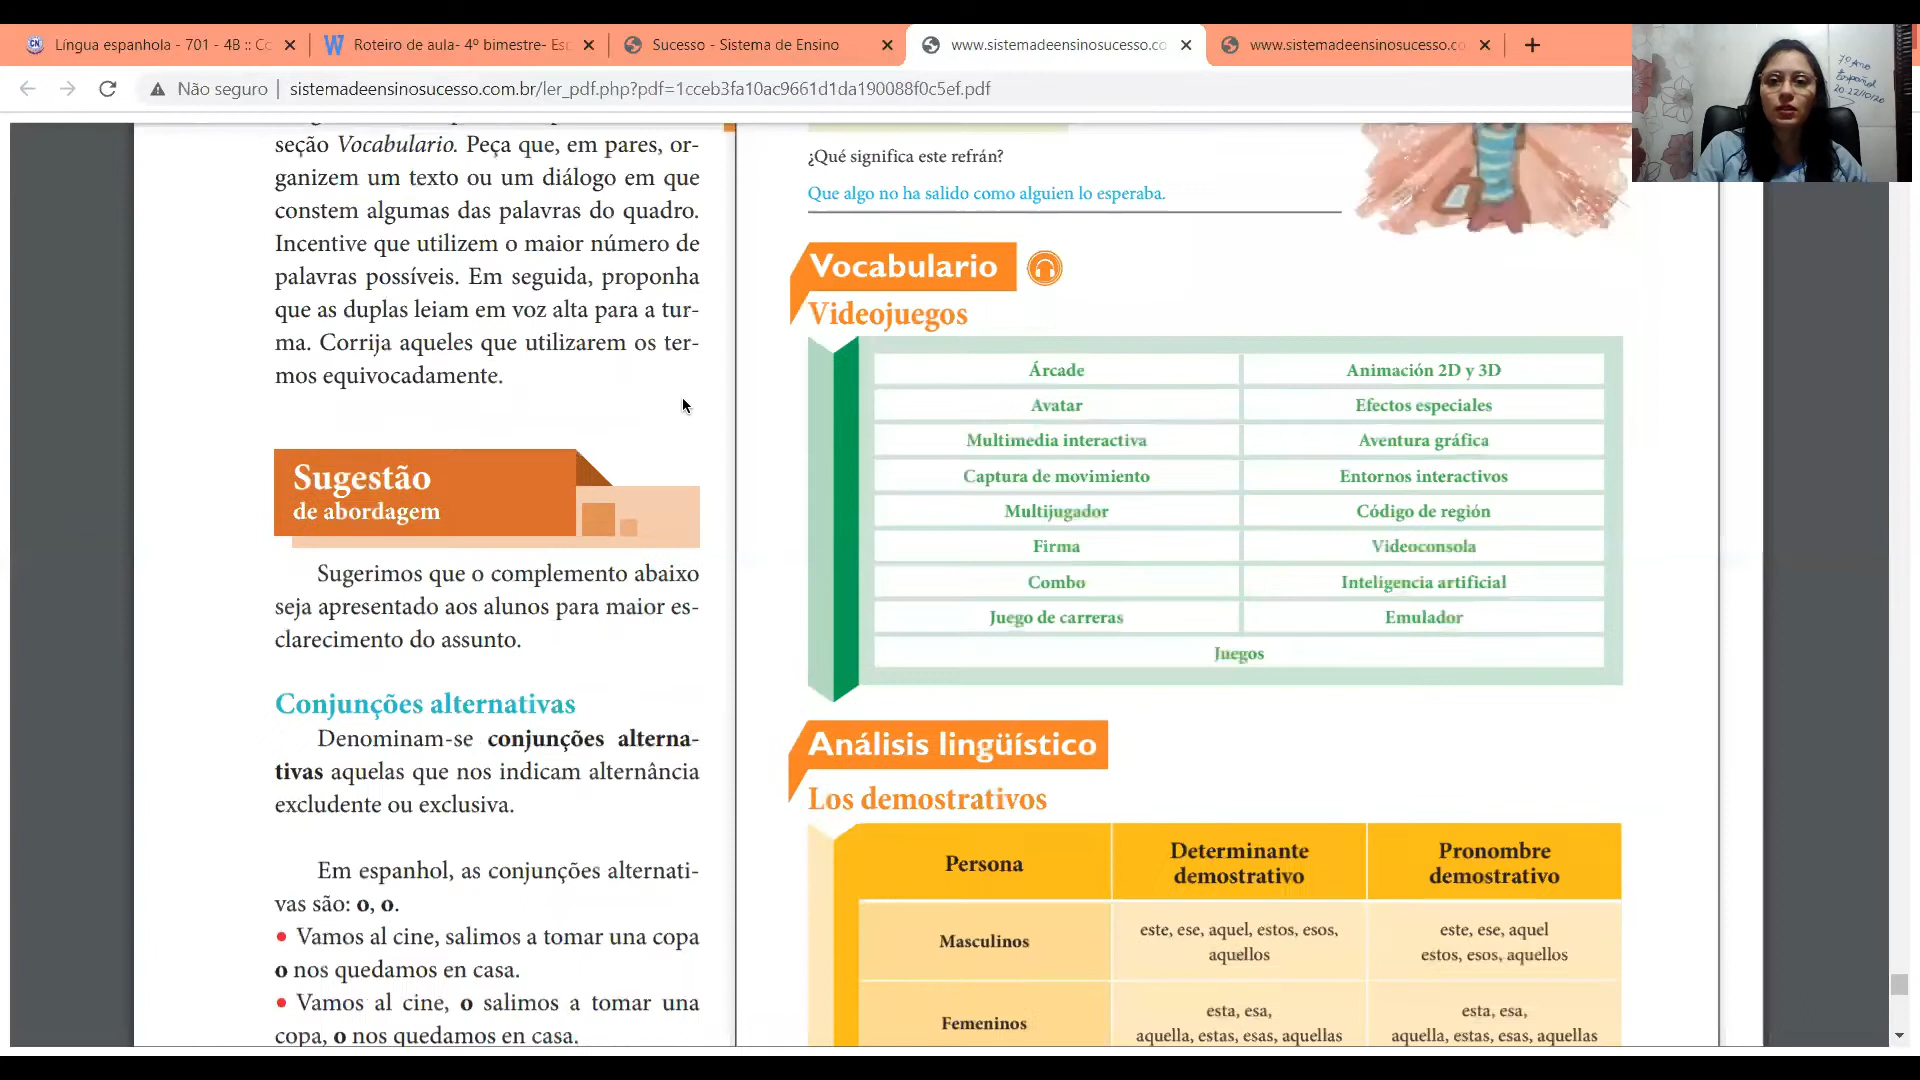 Língua espanhola - 701 - 4B :: Co
Roteiro de aula- 4º bimestre- Esc
Sucesso - Sistema de Ensino
www.sistemadeensinosucesso.co
www.sistemadeensinosucesso.co
Não seguro
sistemadeensinosucesso.com.br/ler_pdf.php?pdf=1cceb3fa10ac9661d1da190088f0c5ef.pdf
7º Ano
Español
20.22/10/20
seção Vocabulario. Peça que, em pares, or-
ganizem um texto ou um diálogo em que
constem algumas das palavras do quadro.
Incentive que utilizem o maior número de
palavras possíveis. Em seguida, proponha
que as duplas leiam em voz alta para a tur-
ma. Corrija aqueles que utilizarem os ter-
mos equivocadamente.
Sugestão
de abordagem
Sugerimos que o complemento abaixo
seja apresentado aos alunos para maior es-
clarecimento do assunto.
Conjunções alternativas
Denominam-se conjunções alterna-
tivas aquelas que nos indicam alternância
excludente ou exclusiva.
Em espanhol, as conjunções alternati-
vas são: o, o.
• Vamos al cine, salimos a tomar una copa
o nos quedamos en casa.
• Vamos al cine, o salimos a tomar una
copa, o nos quedamos en casa.
¿Qué significa este refrán?
Que algo no ha salido como alguien lo esperaba.
Vocabulario
Videojuegos
Árcade
Animación 2D y 3D
Avatar
Efectos especiales
Multimedia interactiva
Aventura gráfica
Captura de movimiento
Entornos interactivos
Multijugador
Código de región
Firma
Videoconsola
Combo
Inteligencia artificial
Juego de carreras
Emulador
Juegos
Análisis lingüístico
Los demostrativos
Persona
Determinante
demostrativo
Pronombre
demostrativo
Masculinos
este, ese, aquel, estos, esos,
aquellos
este, ese, aquel
estos, esos, aquellos
Femeninos
esta, esa,
aquella, estas, esas, aquellas
esta, esa,
aquella, estas, esas, aquellas